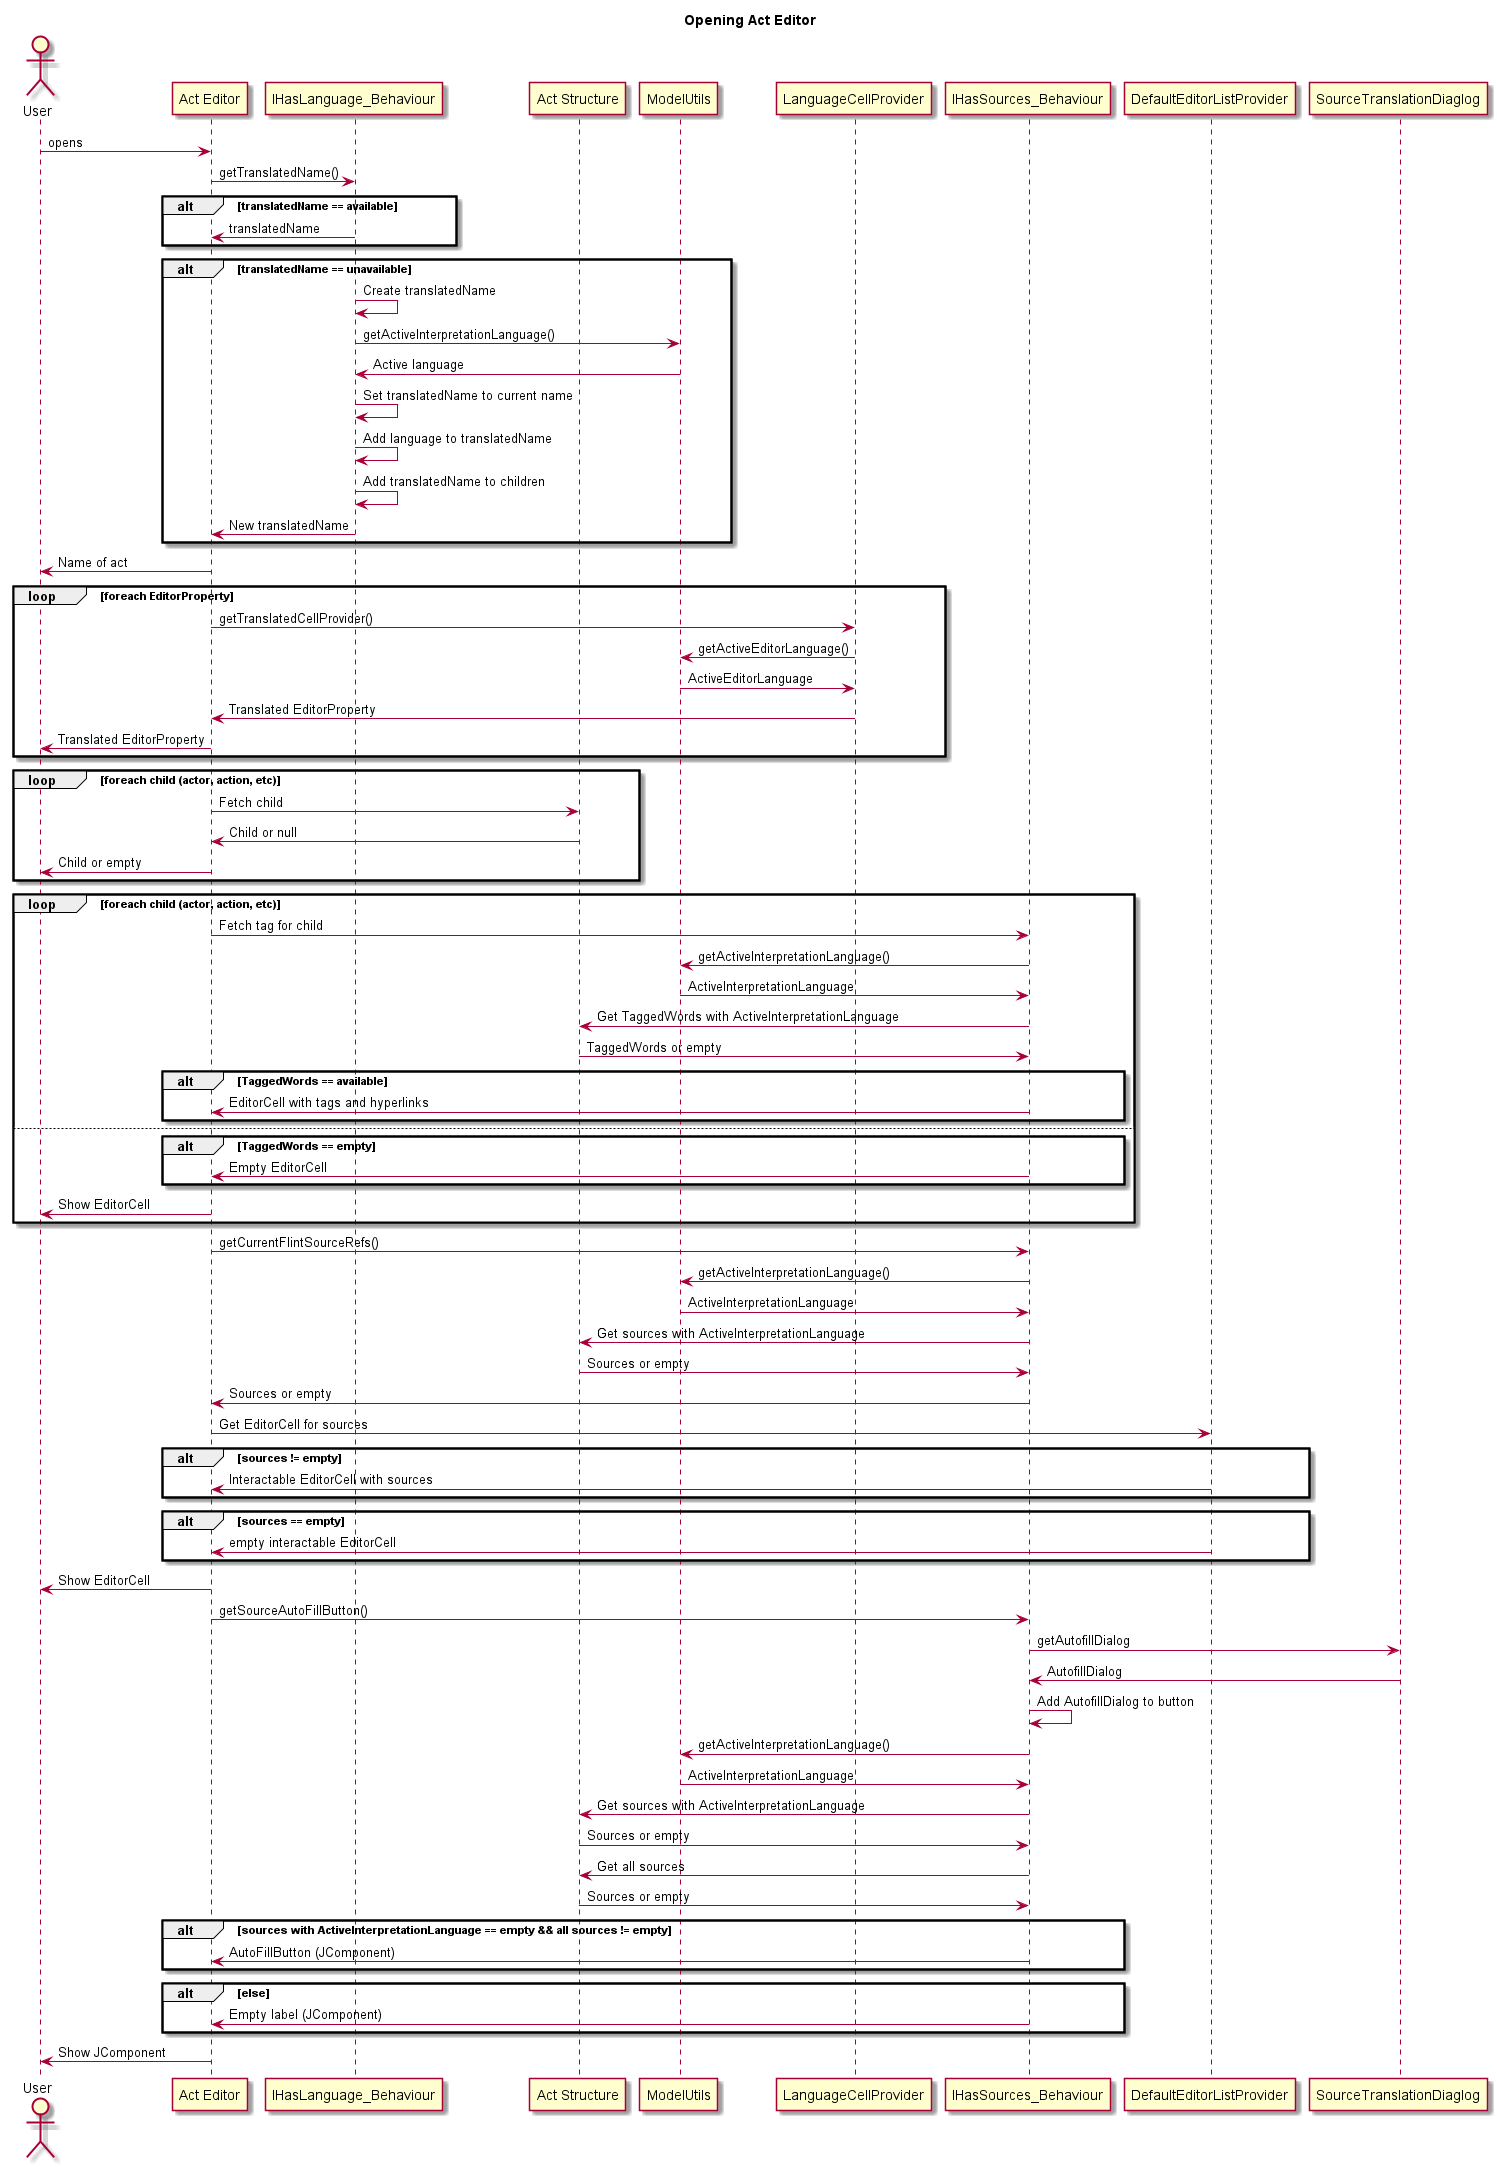 Opening Act Editor
User
Act Editor
IHasLanguage_Behaviour
Act Structure
ModelUtils
LanguageCellProvider
IHasSources_Behaviour
DefaultEditorListProvider
SourceTranslationDiaglog
opens
getTranslatedName()
alt [translatedName == available]
translatedName
alt [translatedName == unavailable]
Create translatedName
getActiveInterpretationLanguage()
Active language
Set translatedName to current name
Add language to translatedName
Add translatedName to children
New translatedName
Name of act
loop [foreach EditorProperty]
getTranslatedCellProvider()
getActiveEditorLanguage()
ActiveEditorLanguage
Translated EditorProperty
Translated EditorProperty
loop [foreach child (actor, action, etc)]
Fetch child
Child or null
Child or empty
loop [foreach child (actor, action, etc)]
Fetch tag for child
getActiveInterpretationLanguage()
ActiveInterpretationLanguage
Get TaggedWords with ActiveInterpretationLanguage
TaggedWords or empty
alt [TaggedWords == available]
EditorCell with tags and hyperlinks
alt [TaggedWords == empty]
Empty EditorCell
Show EditorCell
getCurrentFlintSourceRefs()
getActiveInterpretationLanguage()
ActiveInterpretationLanguage
Get sources with ActiveInterpretationLanguage
Sources or empty
Sources or empty
Get EditorCell for sources
alt [sources != empty]
Interactable EditorCell with sources
alt [sources == empty]
empty interactable EditorCell
Show EditorCell
getSourceAutoFillButton()
getAutofillDialog
AutofillDialog
Add AutofillDialog to button
getActiveInterpretationLanguage()
ActiveInterpretationLanguage
Get sources with ActiveInterpretationLanguage
Sources or empty
Get all sources
Sources or empty
alt [sources with ActiveInterpretationLanguage == empty && all sources != empty]
AutoFillButton (JComponent)
alt [else]
Empty label (JComponent)
Show JComponent
User
Act Editor
IHasLanguage_Behaviour
Act Structure
ModelUtils
LanguageCellProvider
IHasSources_Behaviour
DefaultEditorListProvider
SourceTranslationDiaglog